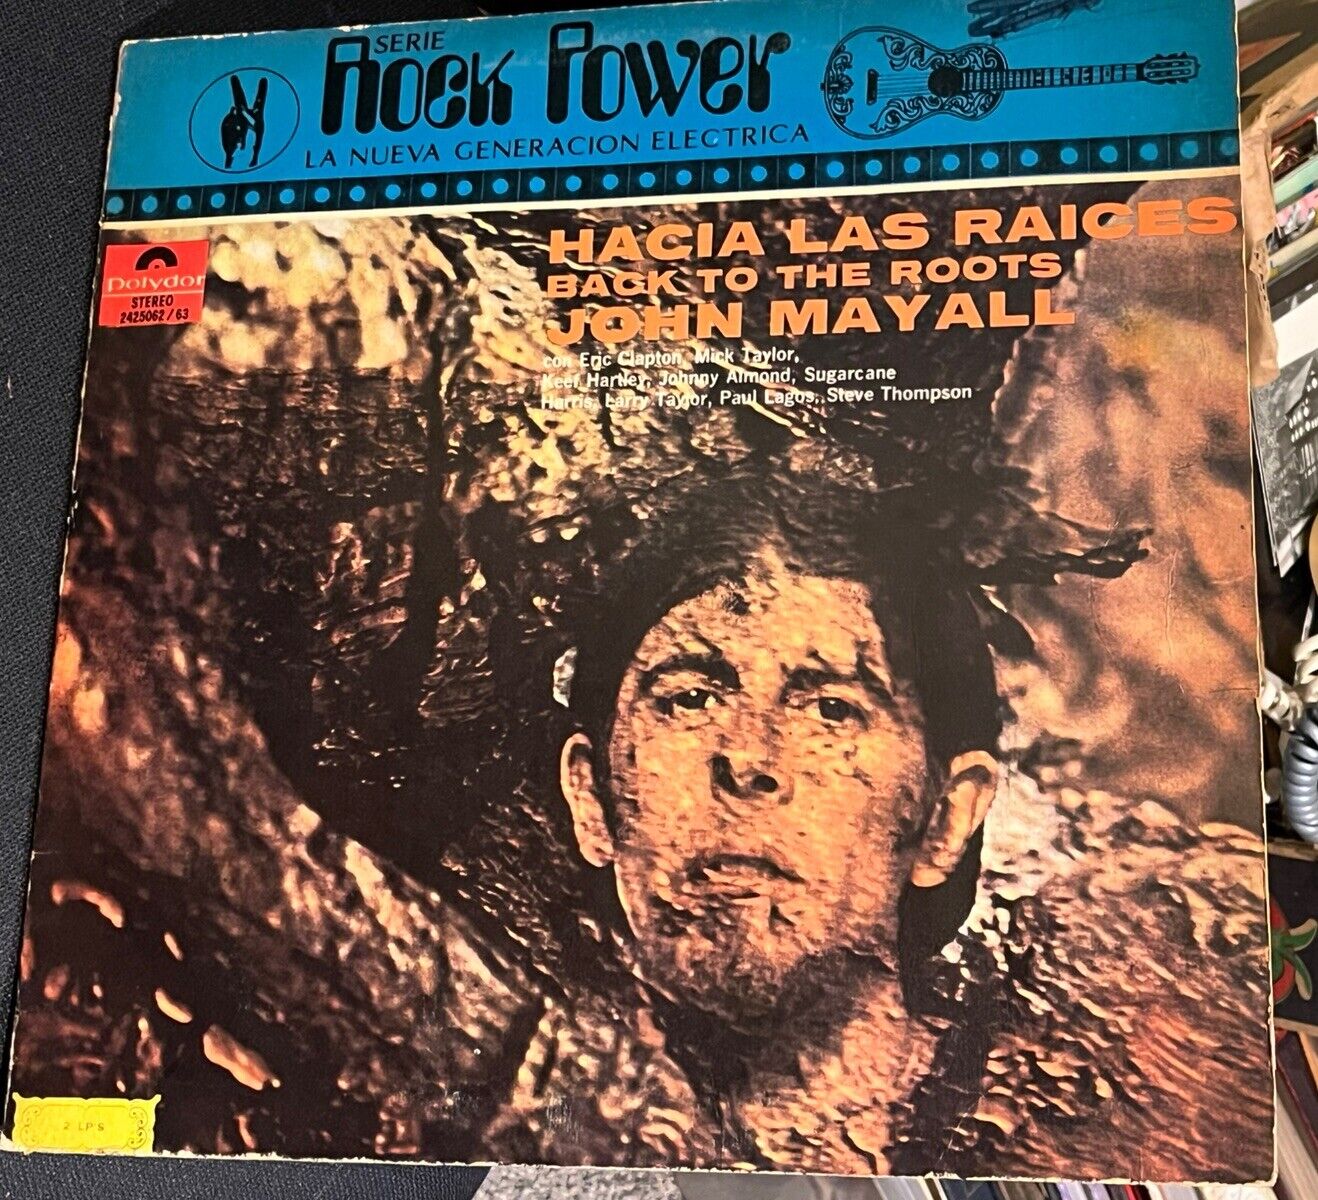 SERIE
Rock Power
LA NUEVA GENERACION ELECTRICA
Polydor
STEREO
2425062/63
HACIA LAS RAICES
BACK TO THE ROOTS
JOHN MAYALL
con Eric Clapton, Mick Taylor,
Keef Hartley, Johnny Almond, Sugarcane
Harris, Larry Taylor, Paul Lagos, Steve Thompson
2 LP'S